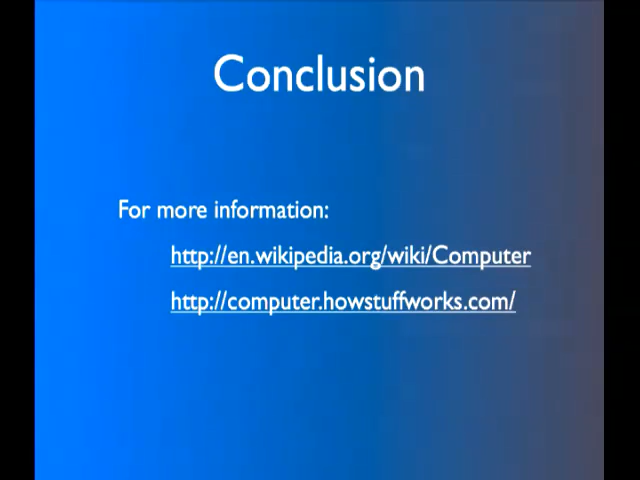 Conclusion
For more information:
http://en.wikipedia.org/wiki/Computer
http://computer.howstuffworks.com/